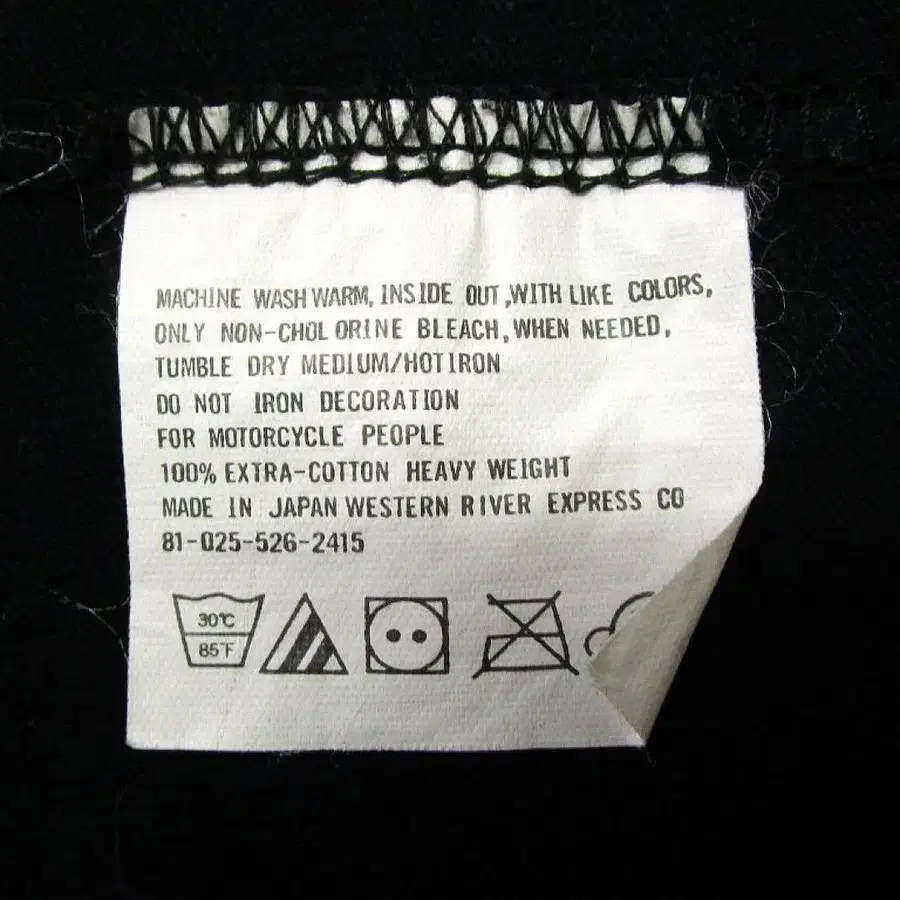 MACHINE WASH WARM, INSIDE OUT, WITH LIKE COLORS,
ONLY NON-CHOL ORINE BLEACH, WHEN NEEDED,
TUMBLE DRY MEDIUM/HOT IRON
DO NOT IRON DECORATION
FOR MOTORCYCLE PEOPLE
100% EXTRA-COTTON HEAVY WEIGHT
MADE IN JAPAN WESTERN RIVER EXPRESS CO
81-025-526-2415
30℃
85℉